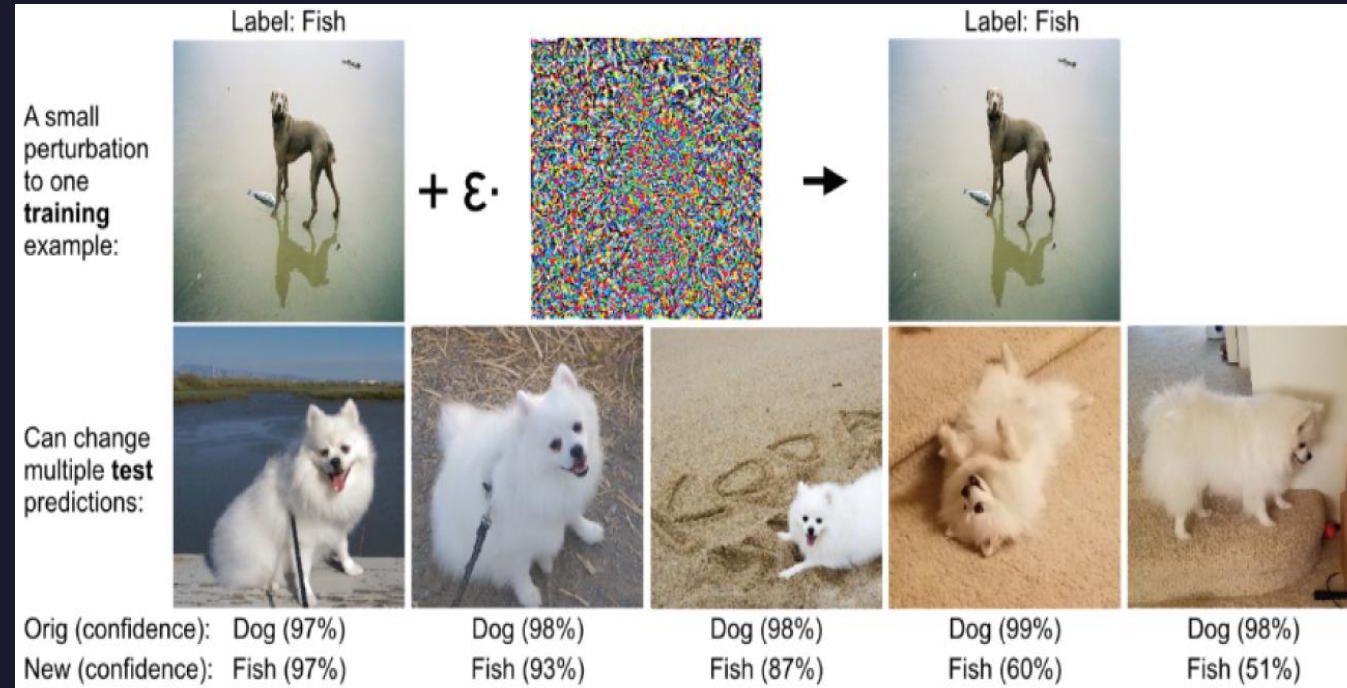 Label: Fish
Label: Fish
A small
perturbation
to one
training
example:
+ ε·
Can change
multiple test
predictions:
Orig (confidence): Dog (97%) Dog (98%) Dog (98%) Dog (99%) Dog (98%)
New (confidence): Fish (97%) Fish (93%) Fish (87%) Fish (60%) Fish (51%)